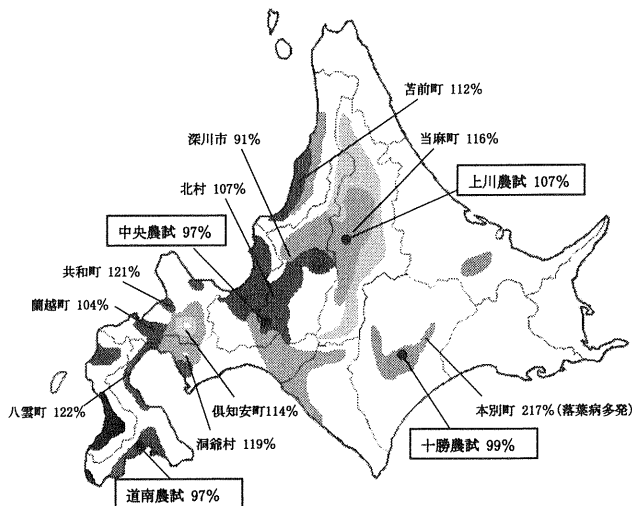 苫前町 112%
深川市 91%
当麻町 116%
北村 107%
上川農試 107%
中央農試 97%
共和町 121%
蘭越町 104%
八雲町 122%
倶知安町114%
本別町 217%(落葉病多発)
洞爺村 119%
十勝農試 99%
道南農試 97%